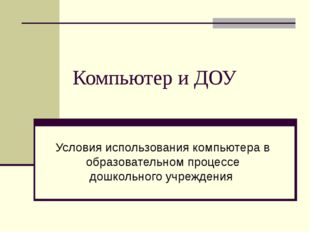 Компьютер и ДОУ
Условия использования компьютера в
образовательном процессе
дошкольного учреждения